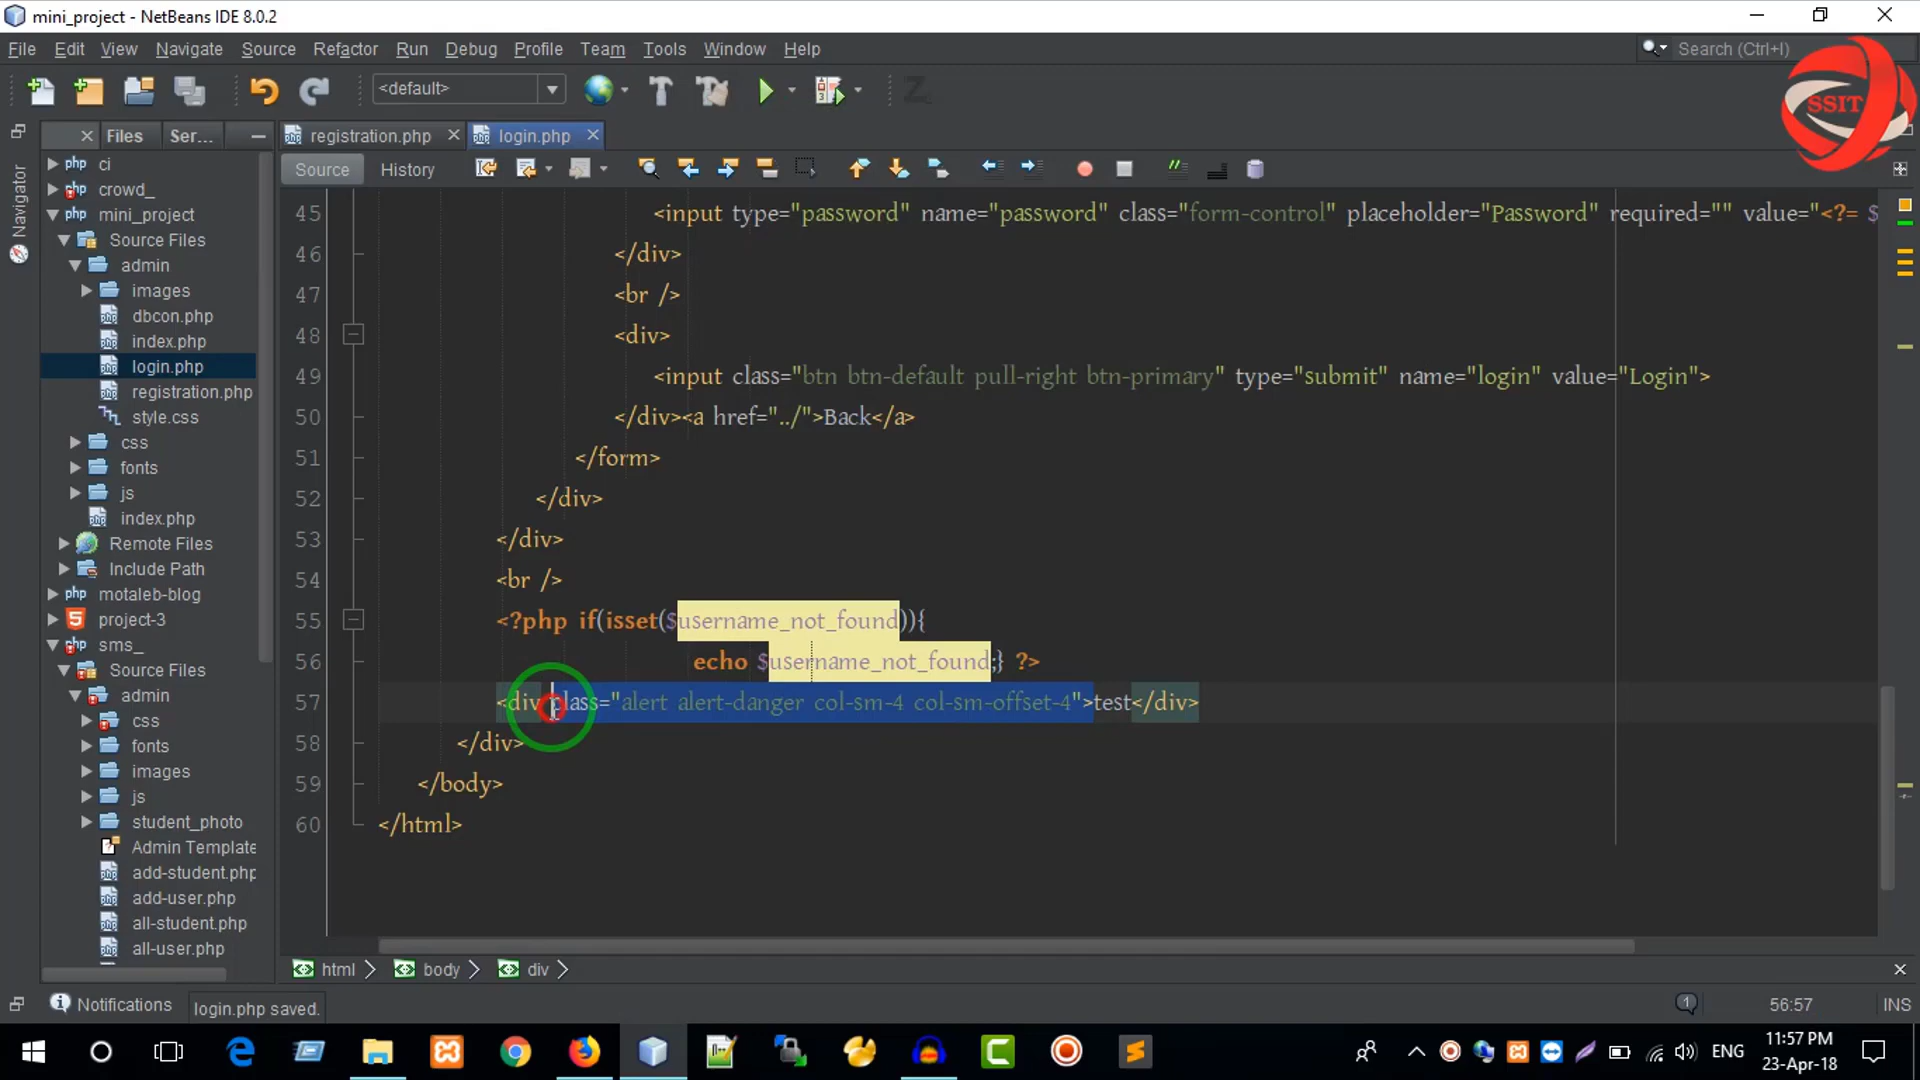 mini_project - NetBeans IDE 8.0.2
File Edit View Navigate Source Refactor Run Debug Profile Team Tools Window Help
Search (Ctrl+I)
<default>
SSIT
Files Ser...
registration.php login.php
Source History
Navigator
ci
crowd_
mini_project
Source Files
admin
images
dbcon.php
index.php
login.php
registration.php
style.css
css
fonts
js
index.php
Remote Files
Include Path
motaleb-blog
project-3
sms_
Source Files
admin
css
fonts
images
js
student_photo
Admin Template
add-student.php
add-user.php
all-student.php
all-user.php
45 <input type="password" name="password" class="form-control" placeholder="Password" required="" value="<?= $
46 </div>
47 <br />
48 <div>
49 <input class="btn btn-default pull-right btn-primary" type="submit" name="login" value="Login">
50 </div><a href="../">Back</a>
51 </form>
52 </div>
53 </div>
54 <br />
55 <?php if(isset($username_not_found)){
56 echo $username_not_found;} ?>
57 <div class="alert alert-danger col-sm-4 col-sm-offset-4">test</div>
58 </div>
59 </body>
60 </html>
html body div
Notifications login.php saved.
1 56:57 INS
ENG
11:57 PM
23-Apr-18